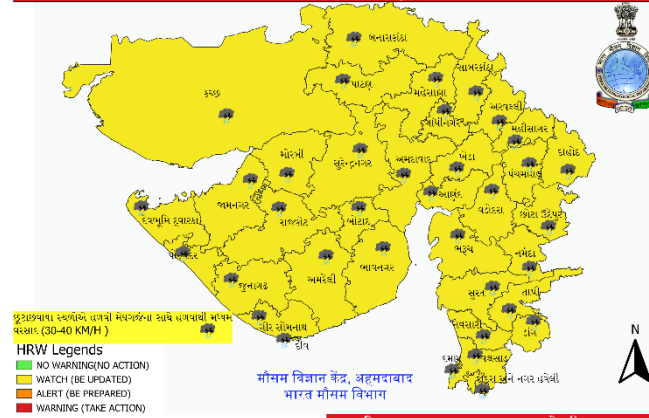 બનાસકાંઠા
સાબરકાંઠા
પાટણ
મહેસાણા
કચ્છ
અરવલ્લી
ગાંધીનગર
મહીસાગર
મોરબી
સુરેન્દ્રનગર
અમદાવાદ
ખેડા
દાહોદ
પંચમહાલ
આણંદ
જામનગર
રાજકોટ
બોટાદ
વડોદરા
છોટા ઉદેપુર
દેવભૂમિ દ્વારકા
પોરબંદર
ભાવનગર
ભરૂચ
નર્મદા
જુનાગઢ
અમરેલી
સુરત
તાપી
ગીર સોમનાથ
દીવ
નવસારી
ડાંગ
દમણ
વલસાડ
દાદરા અને નગર હવેલી
છૂટાછવાયા સ્થળોએ હળવી મેઘગર્જના સાથે હળવાથી મધ્યમ
વરસાદ (30-40 KM/H )
HRW Legends
NO WARNING(NO ACTION)
WATCH (BE UPDATED)
ALERT (BE PREPARED)
WARNING (TAKE ACTION)
मौसम विज्ञान केंद्र, अहमदाबाद
भारत मौसम विभाग
N